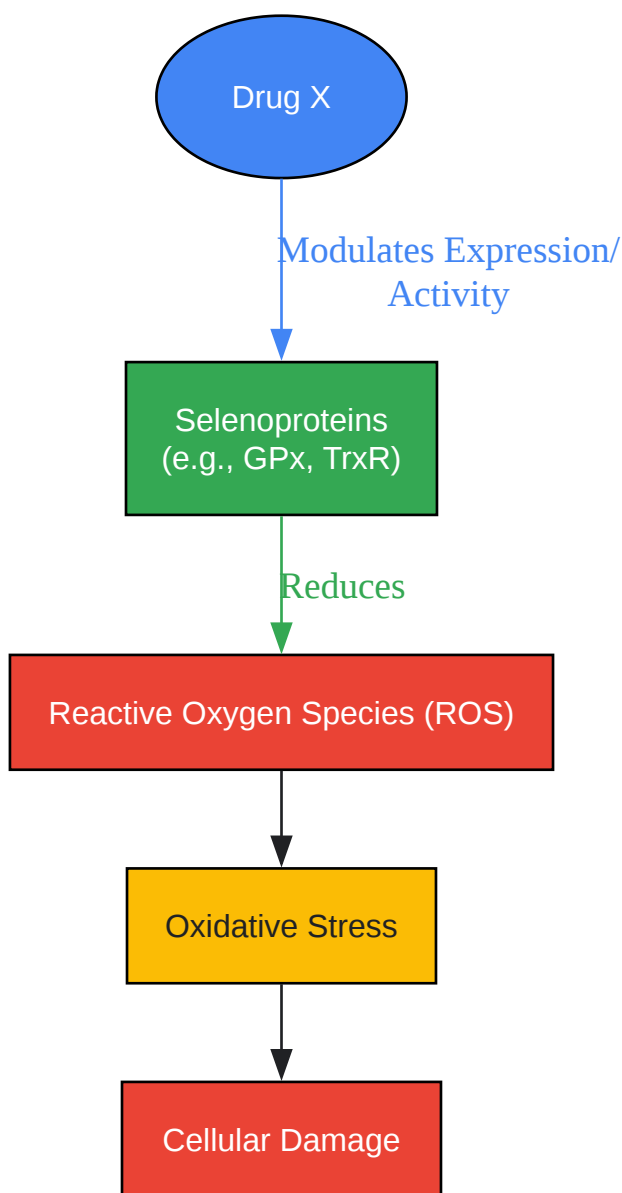 Drug X
Modulates Expression/
Activity
Selenoproteins
(e.g., GPx, TrxR)
Reduces
Reactive Oxygen Species (ROS)
Oxidative Stress
Cellular Damage